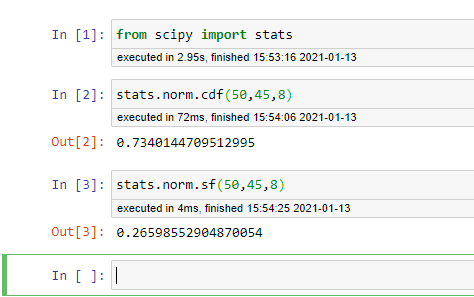 In [1]: from scipy import stats
executed in 2.95s, finished 15:53:16 2021-01-13
In [2]: stats.norm.cdf(50,45,8)
executed in 72ms, finished 15:54:06 2021-01-13
Out[2]: 0.7340144709512995
In [3]: stats.norm.sf(50,45,8)
executed in 4ms, finished 15:54:25 2021-01-13
Out[3]: 0.26598552904870054
In [ ]: